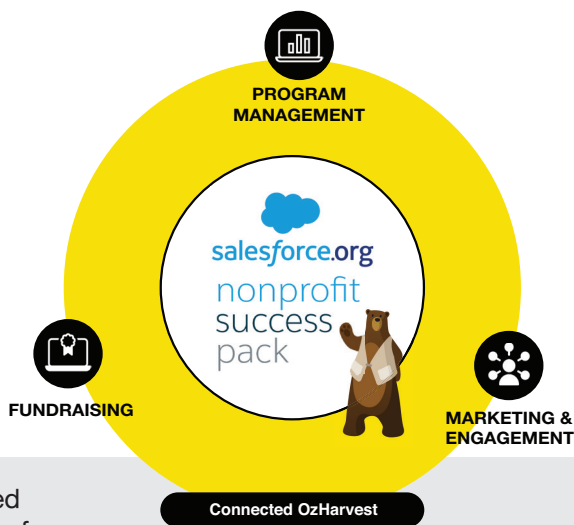 PROGRAM
MANAGEMENT
salesforce.org
nonprofit
success
pack
FUNDRAISING
MARKETING &
ENGAGEMENT
Connected OzHarvest